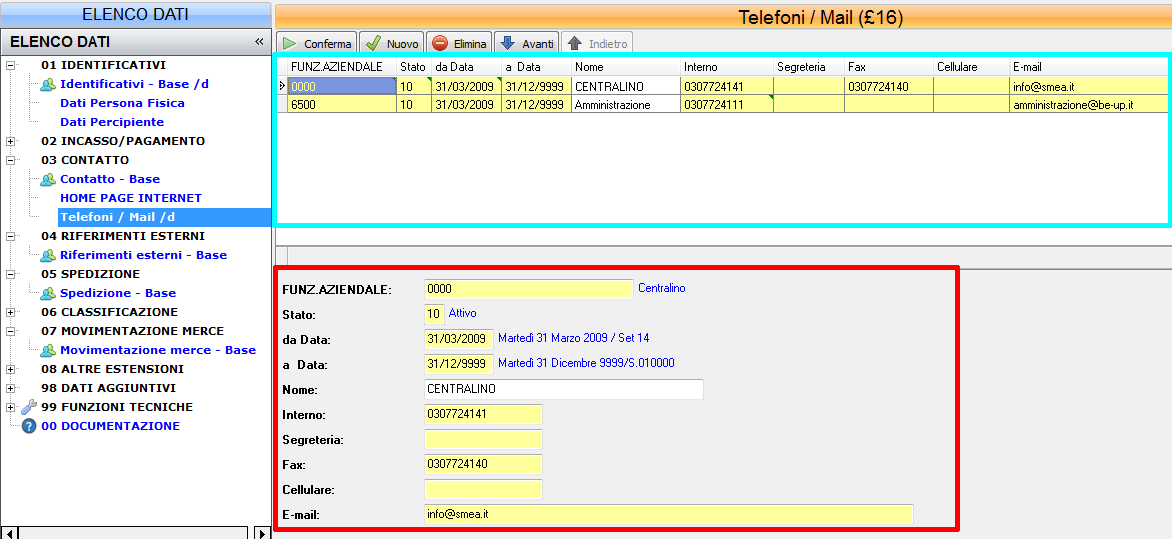 ELENCO DATI
ELENCO DATI «
01 IDENTIFICATIVI
Identificativi - Base /d
Dati Persona Fisica
Dati Percipiente
02 INCASSO/PAGAMENTO
03 CONTATTO
Contatto - Base
HOME PAGE INTERNET
Telefoni / Mail /d
04 RIFERIMENTI ESTERNI
Riferimenti esterni - Base
05 SPEDIZIONE
Spedizione - Base
06 CLASSIFICAZIONE
07 MOVIMENTAZIONE MERCE
Movimentazione merce - Base
08 ALTRE ESTENSIONI
98 DATI AGGIUNTIVI
99 FUNZIONI TECNICHE
00 DOCUMENTAZIONE
Telefoni / Mail (£16)
Conferma Nuovo Elimina Avanti Indietro
FUNZ.AZIENDALE Stato da Data a Data Nome Interno Segreteria Fax Cellulare E-mail
0000 10 31/03/2009 31/12/9999 CENTRALINO 0307724141 0307724140 info@smea.it
6500 10 31/03/2009 31/12/9999 Amministrazione 0307724111 amministrazione@be-up.it
FUNZ.AZIENDALE: 0000 Centralino
Stato: 10 Attivo
da Data: 31/03/2009 Martedì 31 Marzo 2009 / Set 14
a Data: 31/12/9999 Martedì 31 Dicembre 9999/S.010000
Nome: CENTRALINO
Interno: 0307724141
Segreteria:
Fax: 0307724140
Cellulare:
E-mail: info@smea.it